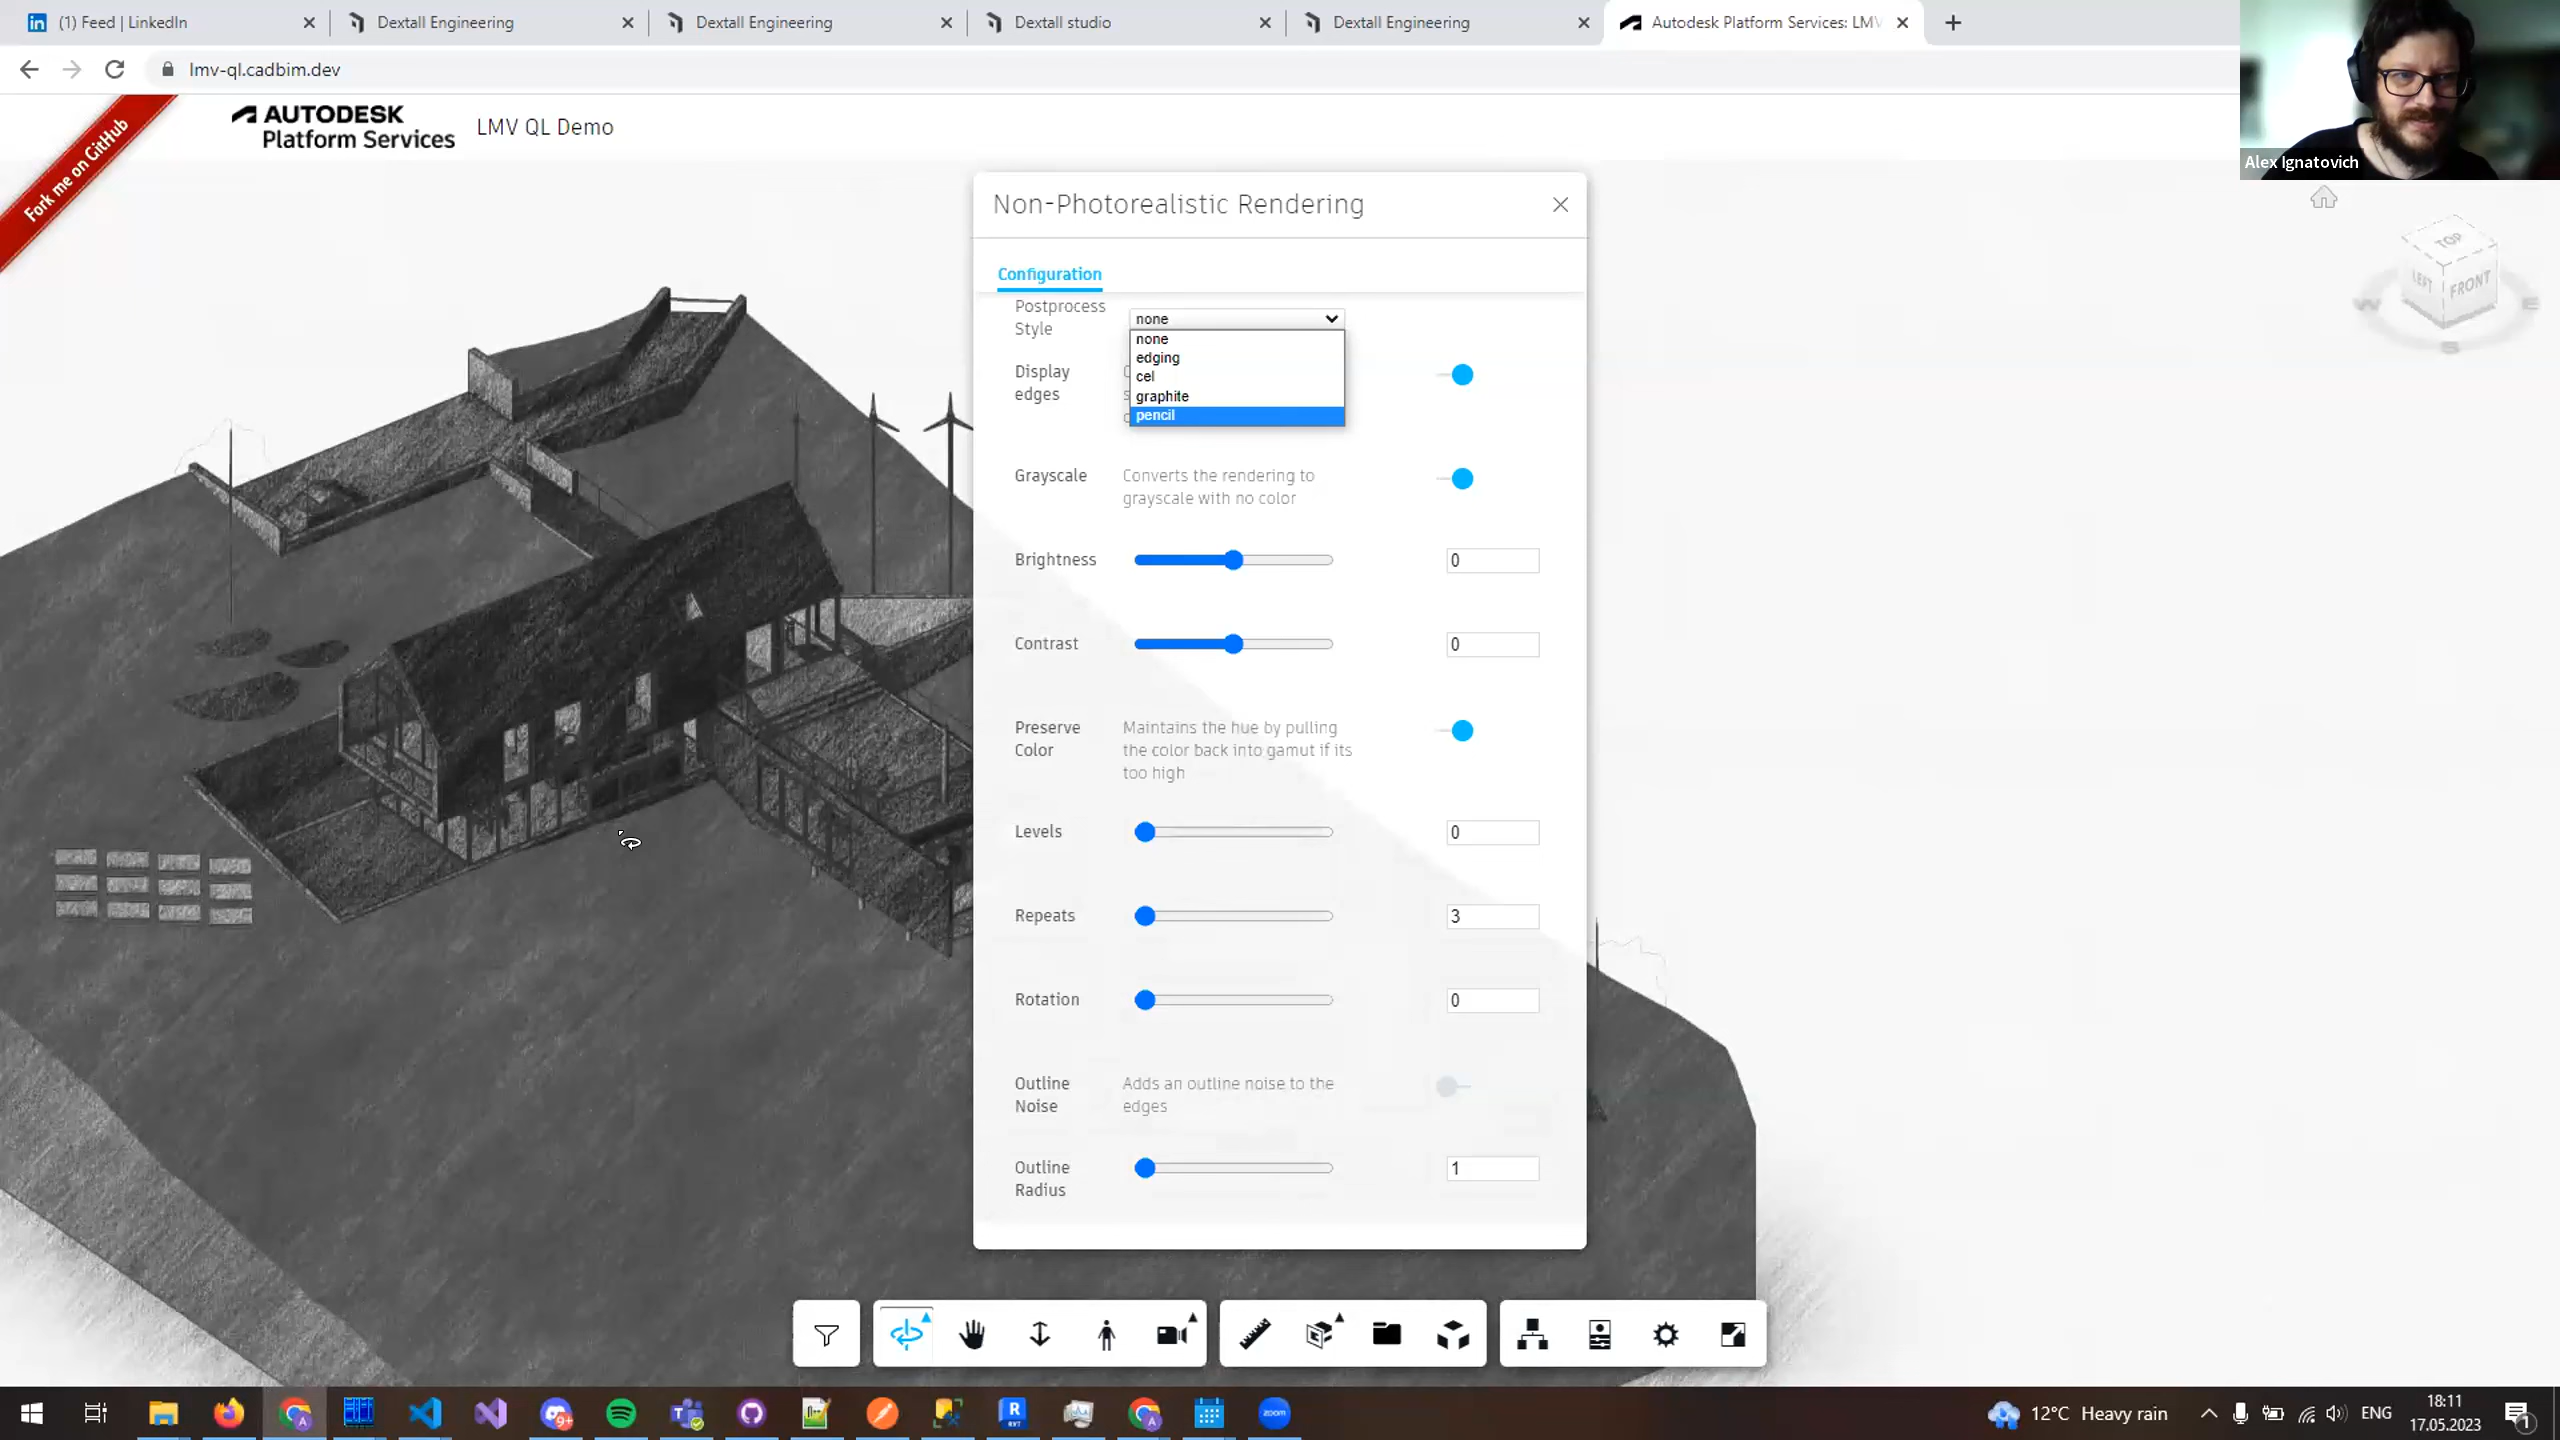 (1) Feed | LinkedIn
Dextall Engineering
Dextall Engineering
Dextall studio
Dextall Engineering
Autodesk Platform Services: LMV
lmv-ql.cadbim.dev
Fork me on GitHub
AUTODESK
Platform Services
LMV QL Demo
Alex Ignatovich
TOP
LEFT
FRONT
W
E
S
Non-Photorealistic Rendering
Configuration
Postprocess
Style
none
none
edging
cel
graphite
pencil
Display
edges
Grayscale
Converts the rendering to
grayscale with no color
Brightness
0
Contrast
0
Preserve
Color
Maintains the hue by pulling
the color back into gamut if its
too high
Levels
0
Repeats
3
Rotation
0
Outline
Noise
Adds an outline noise to the
edges
Outline
Radius
1
9+
R
RVT
A
A
zoom
12°C Heavy rain
ENG
18:11
17.05.2023
1